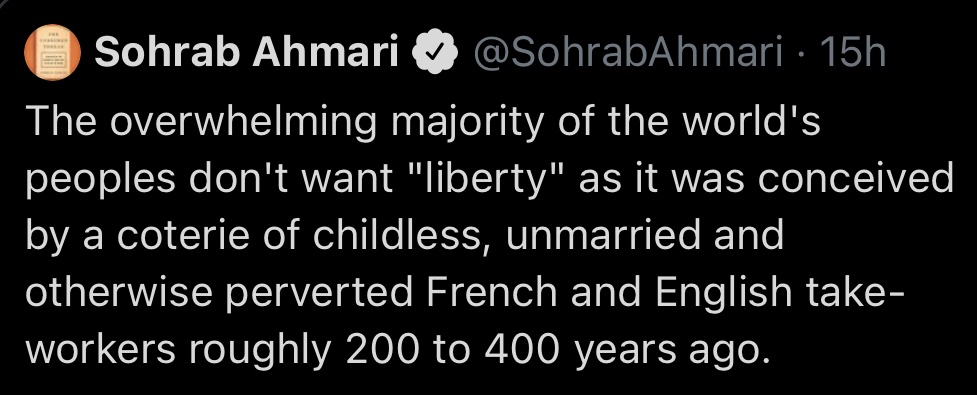 Sohrab Ahmari @SohrabAhmari · 15h
The overwhelming majority of the world's
peoples don't want "liberty" as it was conceived
by a coterie of childless, unmarried and
otherwise perverted French and English take-
workers roughly 200 to 400 years ago.